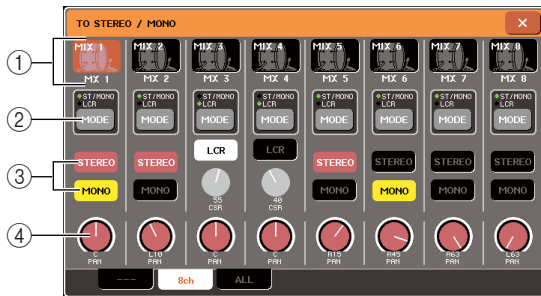 TO STEREO / MONO ×
MIX 1 MIX 2 MIX 3 MIX 4 MIX 5 MIX 6 MIX 7 MIX 8
1
MX 1 MX 2 MX 3 MX 4 MX 5 MX 6 MX 7 MX 8
ST/MONO ST/MONO ST/MONO ST/MONO ST/MONO ST/MONO ST/MONO ST/MONO
LCR LCR LCR LCR LCR LCR LCR LCR
2 MODE MODE MODE MODE MODE MODE MODE MODE
LCR LCR
STEREO STEREO STEREO STEREO STEREO STEREO
3
MONO MONO MONO MONO MONO MONO
55 40
CSR CSR
4
C L10 C C R15 R45 R63 L63
PAN PAN PAN PAN PAN PAN PAN PAN
--- 8ch ALL